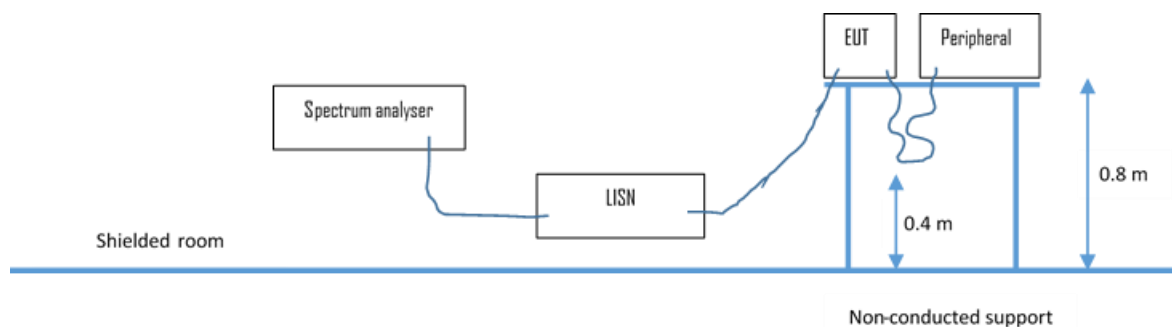 EUT
Peripheral
Spectrum analyser
LISN
0.8 m
0.4 m
Shielded room
Non-conducted support